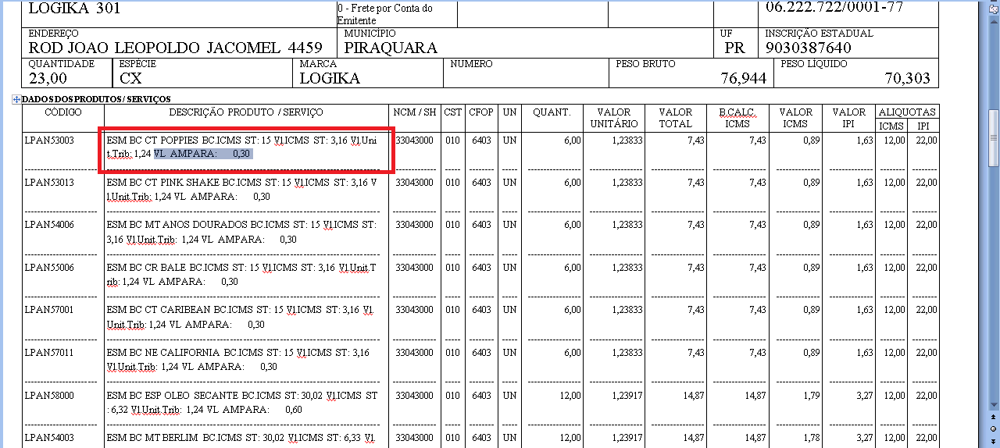 LOGIKA 301 0 - Frete por Conta do Emitente 06.222.722/0001-77
ENDEREÇO MUNICÍPIO UF INSCRIÇÃO ESTADUAL
ROD JOAO LEOPOLDO JACOMEL 4459 PIRAQUARA PR 9030387640
QUANTIDADE ESPÉCIE MARCA NUMERO PESO BRUTO PESO LÍQUIDO
23,00 CX LOGIKA 76,944 70,303
DADOS DOS PRODUTOS / SERVIÇOS
CÓDIGO DESCRIÇÃO PRODUTO / SERVIÇO NCM / SH CST CFOP UN QUANT. VALOR UNITÁRIO VALOR TOTAL B.CALC. ICMS VALOR ICMS VALOR IPI ALIQUOTAS
ICMS IPI
LPAN53003 ESM BC CT POPPIES BC.ICMS ST: 15 Vl.ICMS ST: 3,16 Vl.Uni 33043000 010 6403 UN 6,00 1,23833 7,43 7,43 0,89 1,63 12,00 22,00
t.Trib: 1,24 VL AMPARA: 0,30
LPAN53013 ESM BC CT PINK SHAKE BC.ICMS ST: 15 Vl.ICMS ST: 3,16 V 33043000 010 6403 UN 6,00 1,23833 7,43 7,43 0,89 1,63 12,00 22,00
l.Unit.Trib: 1,24 VL AMPARA: 0,30
LPAN54006 ESM BC MT ANOS DOURADOS BC.ICMS ST: 15 Vl.ICMS ST: 33043000 010 6403 UN 6,00 1,23833 7,43 7,43 0,89 1,63 12,00 22,00
3,16 Vl.Unit.Trib: 1,24 VL AMPARA: 0,30
LPAN55006 ESM BC CR BALE BC.ICMS ST: 15 Vl.ICMS ST: 3,16 Vl.Unit.T 33043000 010 6403 UN 6,00 1,23833 7,43 7,43 0,89 1,63 12,00 22,00
rib: 1,24 VL AMPARA: 0,30
LPAN57001 ESM BC CT CARIBEAN BC.ICMS ST: 15 Vl.ICMS ST: 3,16 Vl. 33043000 010 6403 UN 6,00 1,23833 7,43 7,43 0,89 1,63 12,00 22,00
Unit.Trib: 1,24 VL AMPARA: 0,30
LPAN57011 ESM BC NE CALIFORNIA BC.ICMS ST: 15 Vl.ICMS ST: 3,16 33043000 010 6403 UN 6,00 1,23833 7,43 7,43 0,89 1,63 12,00 22,00
Vl.Unit.Trib: 1,24 VL AMPARA: 0,30
LPAN58000 ESM BC ESP OLEO SECANTE BC.ICMS ST: 30,02 Vl.ICMS ST 33043000 010 6403 UN 12,00 1,23917 14,87 14,87 1,79 3,27 12,00 22,00
: 6,32 Vl.Unit.Trib: 1,24 VL AMPARA: 0,60
LPAN54003 ESM BC MT BERLIM BC.ICMS ST: 30,02 Vl.ICMS ST: 6,33 Vl. 33043000 010 6403 UN 12,00 1,23917 14,87 14,87 1,78 3,27 12,00 22,00